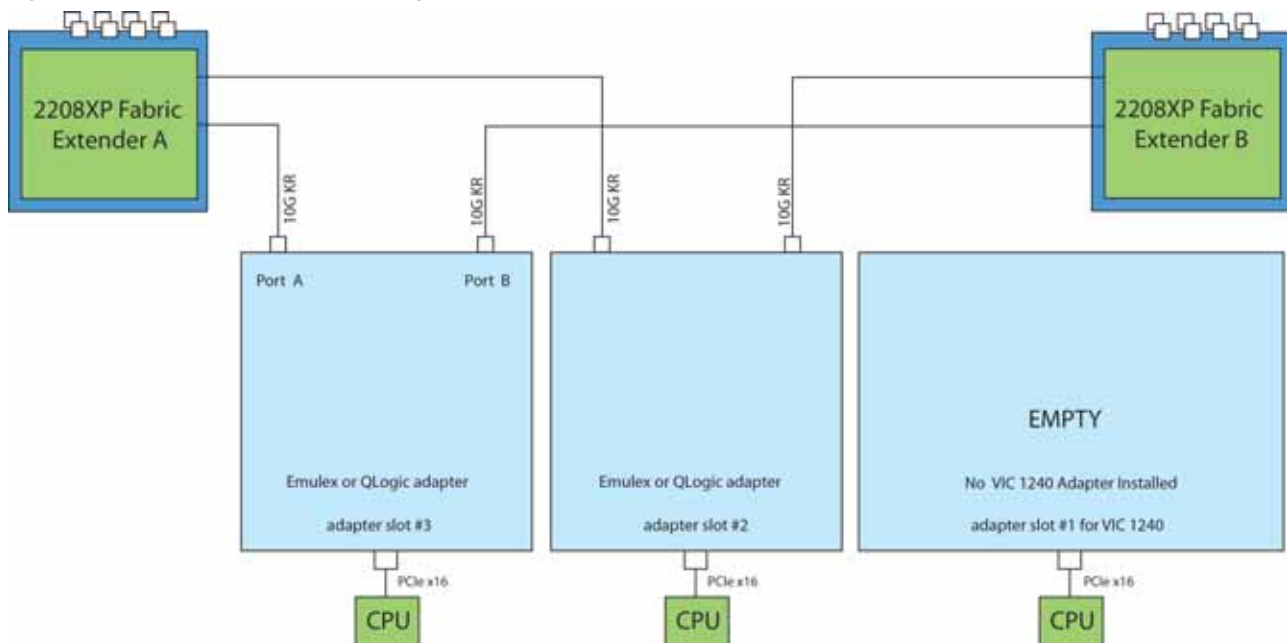 2208XP Fabric
Extender A
2208XP Fabric
Extender B
10G KR
10G KR
10G KR
10G KR
Port A
Port B
Emulex or QLogic adapter
adapter slot #3
Emulex or QLogic adapter
adapter slot #2
EMPTY
No VIC 1240 Adapter Installed
adapter slot #1 for VIC 1240
PCIe x16
PCIe x16
PCIe x16
CPU
CPU
CPU